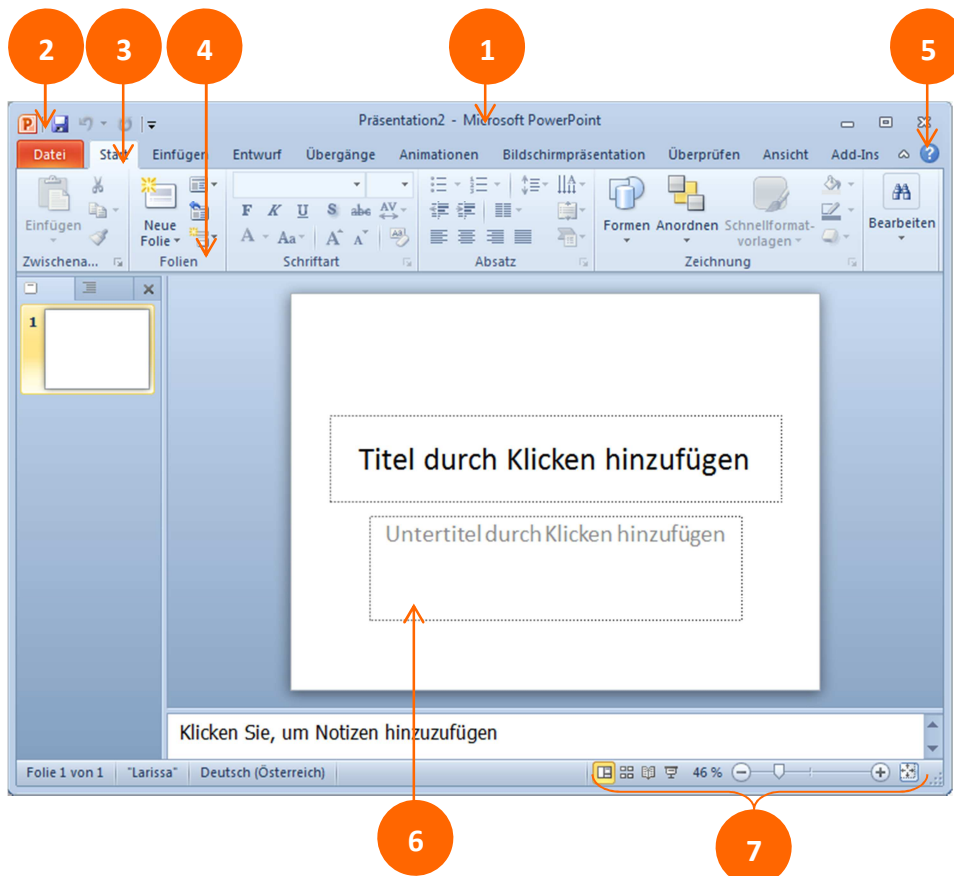 2 3 4 1 5
Präsentation2 - Microsoft PowerPoint
Datei Start Einfügen Entwurf Übergänge Animationen Bildschirmpräsentation Überprüfen Ansicht Add-Ins
Einfügen
Neue
Folie
F K U S abc AV
A Aa A A
Formen Anordnen Schnellformat-
vorlagen
Bearbeiten
Zwischena... Folien Schriftart Absatz Zeichnung
1
Titel durch Klicken hinzufügen
Untertitel durch Klicken hinzufügen
Klicken Sie, um Notizen hinzuzufügen
Folie 1 von 1 "Larissa" Deutsch (Österreich) 46 %
6 7